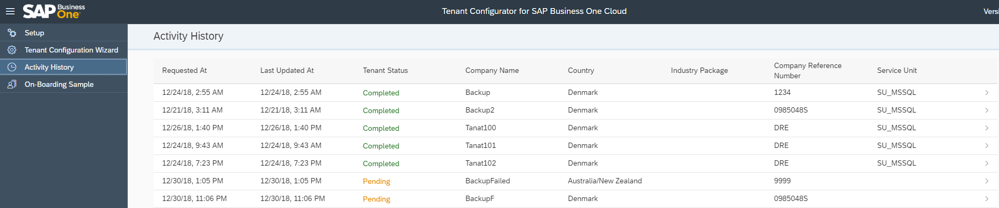 SAP Business One
Tenant Configurator for SAP Business One Cloud
Versi
Setup
Tenant Configuration Wizard
Activity History
On-Boarding Sample
Activity History
Requested At Last Updated At Tenant Status Company Name Country Industry Package Company Reference Number Service Unit
12/24/18, 2:55 AM 12/24/18, 2:55 AM Completed Backup Denmark 1234 SU_MSSQL
12/21/18, 3:11 AM 12/21/18, 3:11 AM Completed Backup2 Denmark 0985048S SU_MSSQL
12/26/18, 1:40 PM 12/26/18, 1:40 PM Completed Tanat100 Denmark DRE SU_MSSQL
12/24/18, 9:43 AM 12/24/18, 9:43 AM Completed Tanat101 Denmark DRE SU_MSSQL
12/24/18, 7:23 PM 12/24/18, 7:23 PM Completed Tanat102 Denmark DRE SU_MSSQL
12/30/18, 1:05 PM 12/30/18, 1:05 PM Pending BackupFailed Australia/New Zealand 9999
12/30/18, 11:06 PM 12/30/18, 11:06 PM Pending BackupF Denmark 0985048S